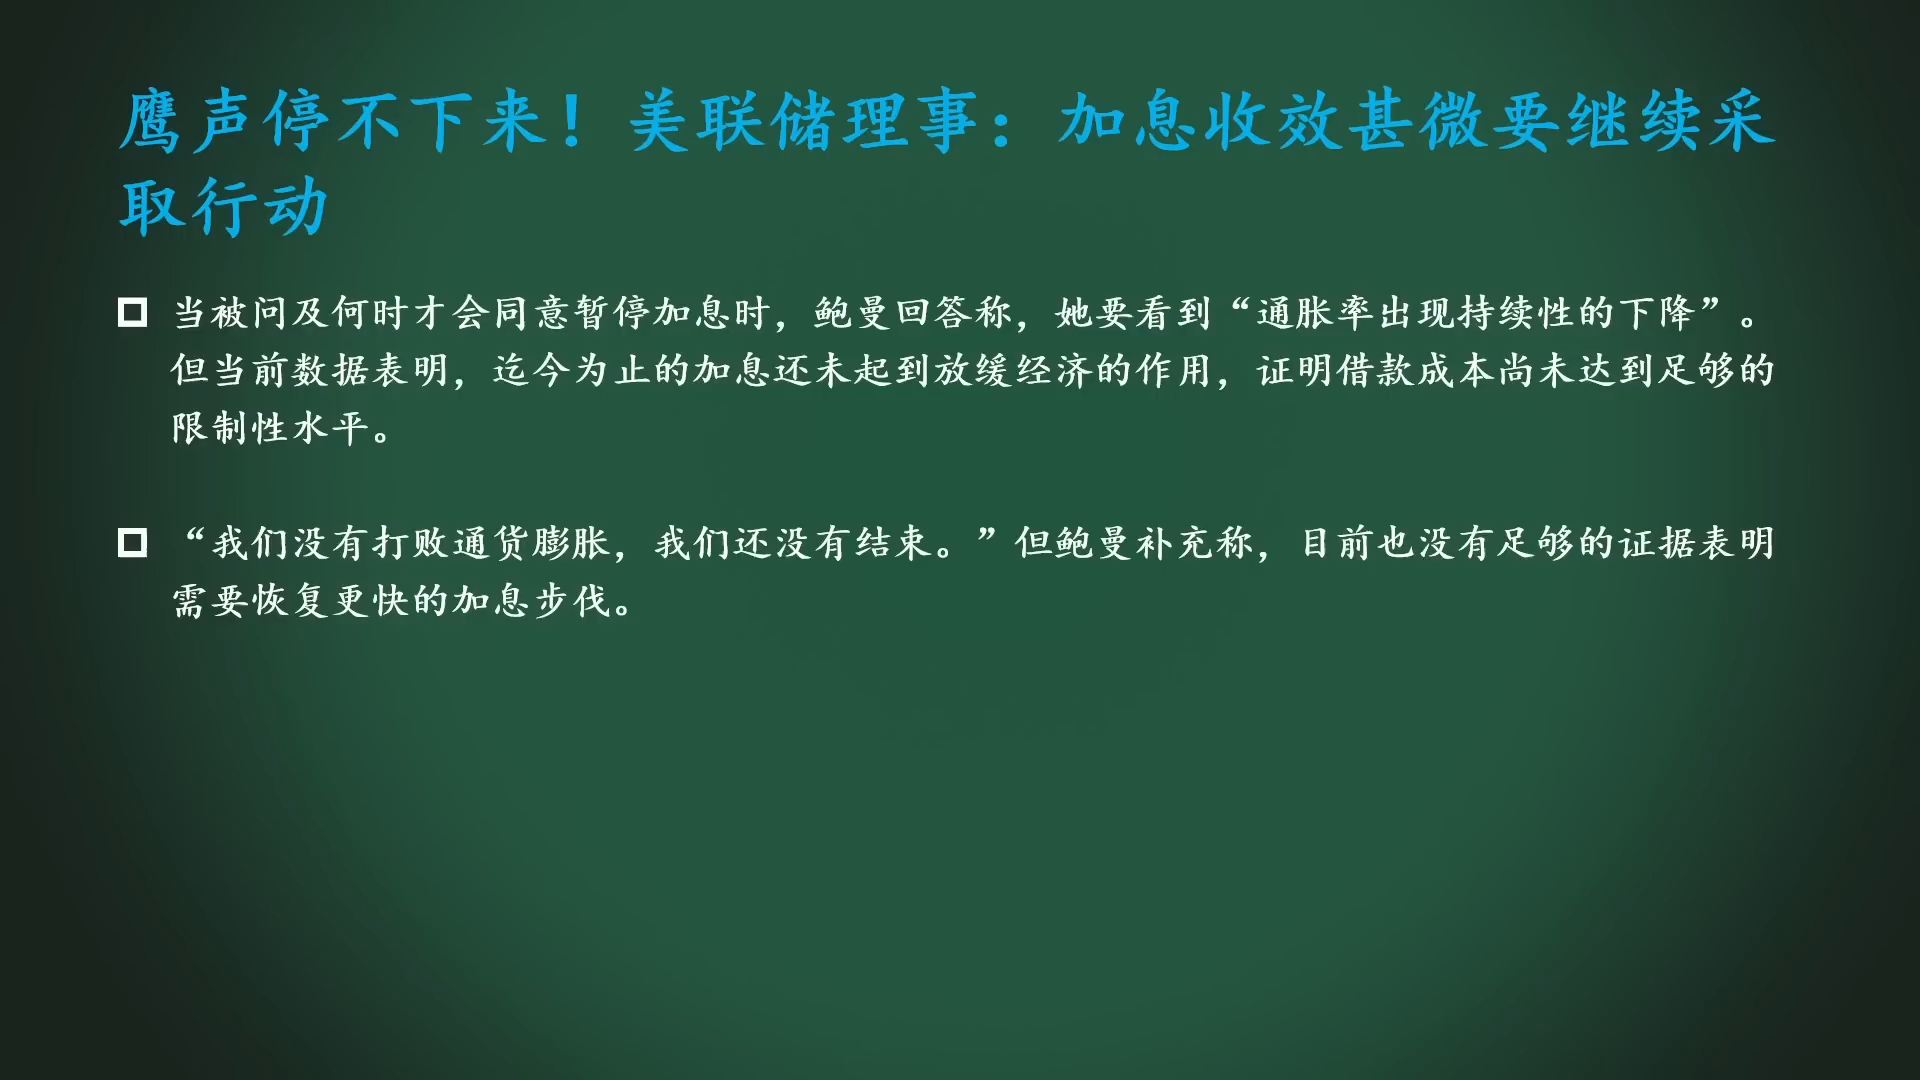 鹰声停不下来！美联储理事：加息收效甚微要继续采
取行动
当被问及何时才会同意暂停加息时，鲍曼回答称，她要看到“通胀率出现持续性的下降”。
但当前数据表明，迄今为止的加息还未起到放缓经济的作用，证明借款成本尚未达到足够的
限制性水平。
“我们没有打败通货膨胀，我们还没有结束。”但鲍曼补充称，目前也没有足够的证据表明
需要恢复更快的加息步伐。